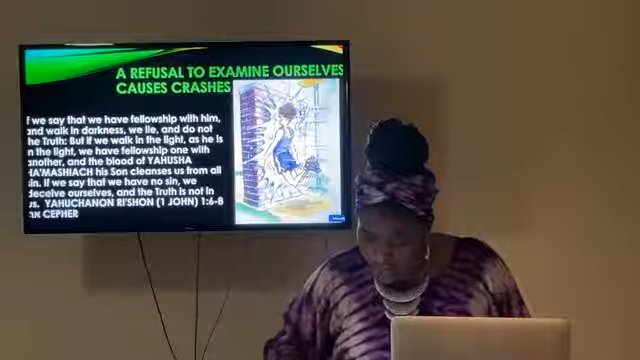 A REFUSAL TO EXAMINE OURSELVES
CAUSES CRASHES
f we say that we have fellowship with him,
and walk in darkness, we lie, and do not
he Truth: But if we walk in the light, as he is
n the light, we have fellowship one with
another, and the blood of YAHUSHA
HA'MASHIACH his Son cleanses us from all
sin. If we say that we have no sin, we
deceive ourselves, and the Truth is not in
us. YAHUCHANON RI'SHON (1 JOHN) 1:6-8
CEPHER